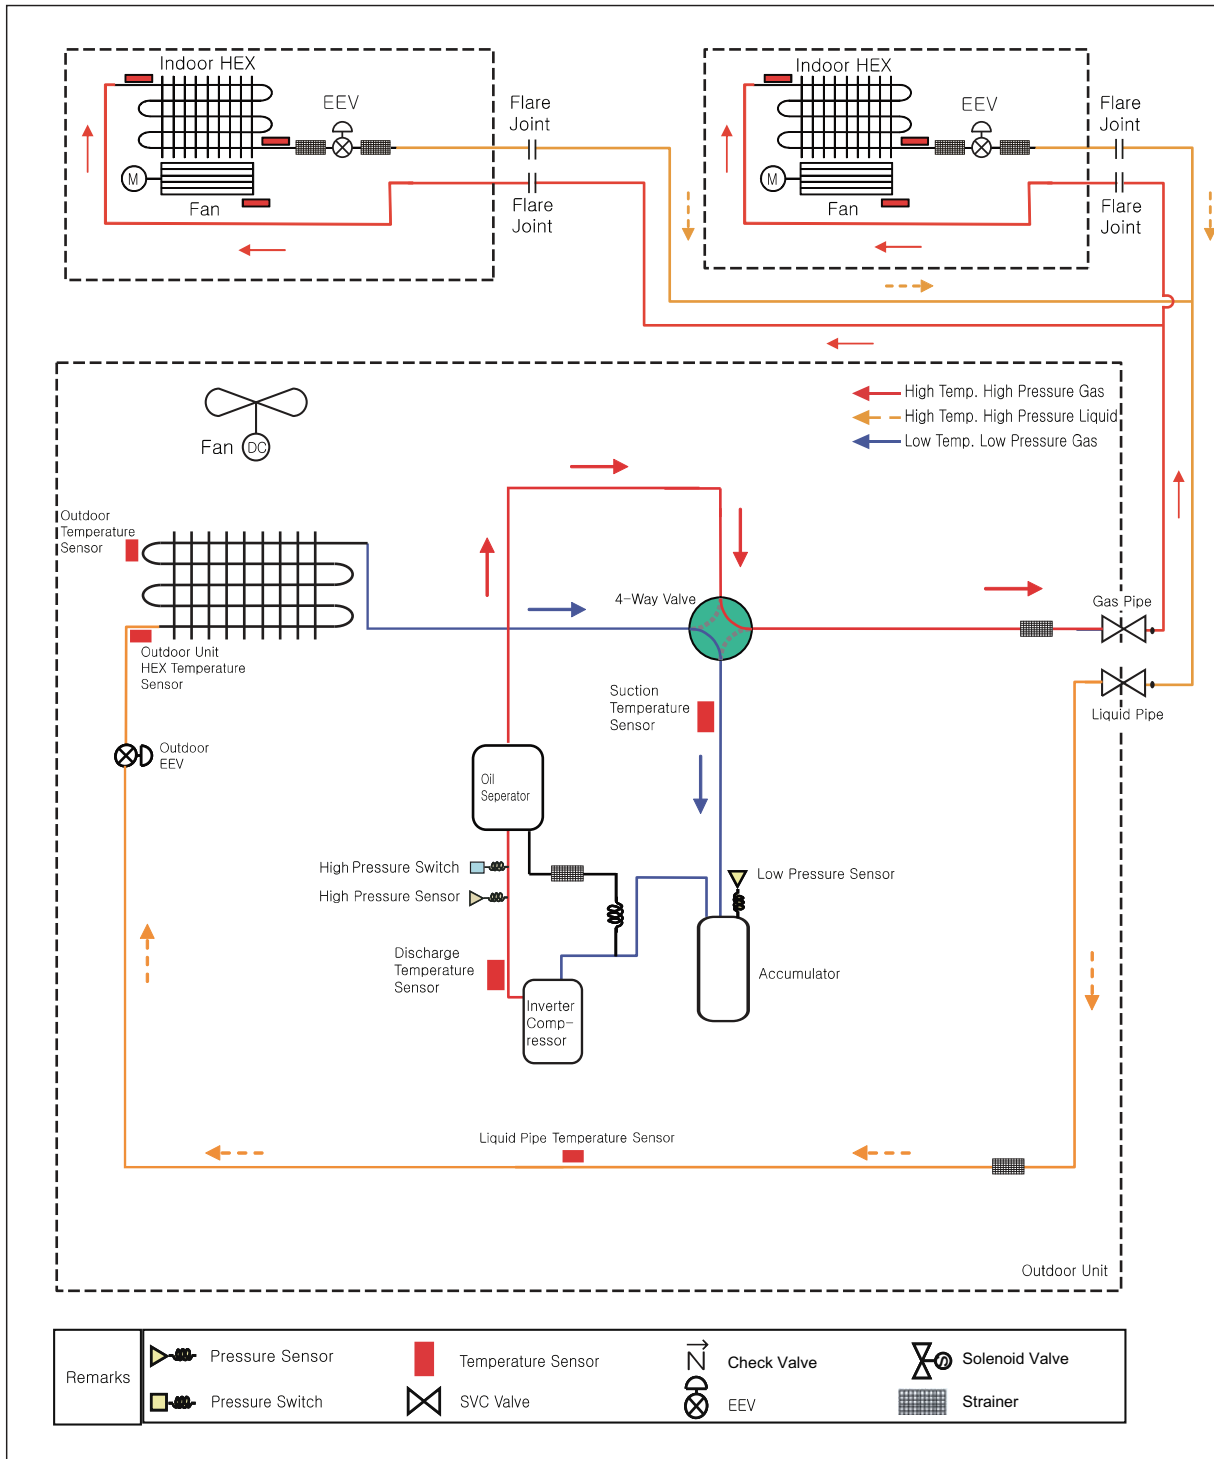 Indoor HEX
EEV
Flare
Joint
M
Fan
Flare
Joint
Indoor HEX
EEV
Flare
Joint
M
Fan
Flare
Joint
High Temp. High Pressure Gas
High Temp. High Pressure Liquid
Low Temp. Low Pressure Gas
Fan
DC
Outdoor
Temperature
Sensor
4-Way Valve
Gas Pipe
Outdoor Unit
HEX Temperature
Sensor
Suction
Temperature
Sensor
Liquid Pipe
Outdoor
EEV
Oil
Seperator
High Pressure Switch
High Pressure Sensor
Low Pressure Sensor
Discharge
Temperature
Sensor
Accumulator
Inverter
Comp-
ressor
Liquid Pipe Temperature Sensor
Outdoor Unit
Remarks
Pressure Sensor
Temperature Sensor
Check Valve
S
Solenoid Valve
Pressure Switch
SVC Valve
EEV
Strainer